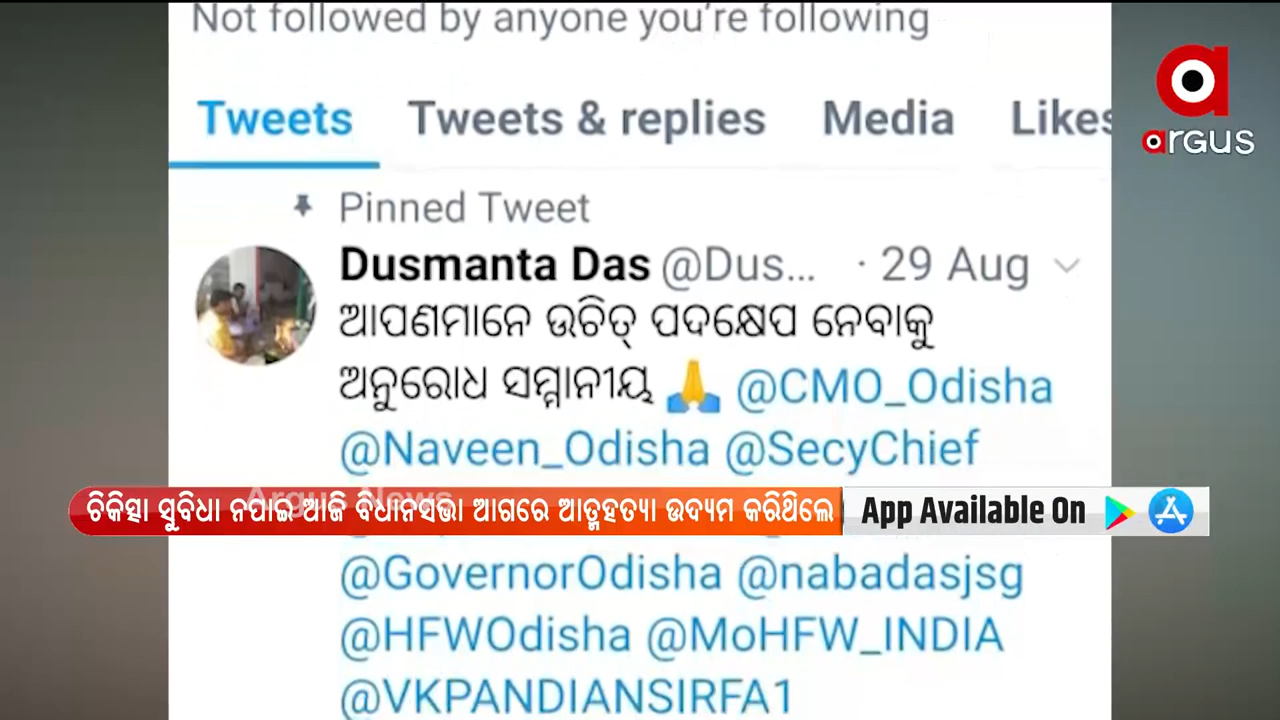 Not followed by anyone you're following
Tweets Tweets & replies Media Likes
argus
Pinned Tweet
Dusmanta Das @Dus... · 29 Aug
ଆପଣମାନେ ଉଚିତ୍ ପଦକ୍ଷେପ ନେବାକୁ
ଅନୁରୋଧ ସମ୍ମାନୀୟ 🙏 @CMO_Odisha
@Naveen_Odisha @SecyChief
Argus News
ଚିକିତ୍ସା ସୁବିଧା ନପାଇ ଆଜି ବିଧାନସଭା ଆଗରେ ଆତ୍ମହତ୍ୟା ଉଦ୍ୟମ କରିଥିଲେ App Available On
@GovernorOdisha @nabadasjsg
@HFWOdisha @MoHFW_INDIA
@VKPANDIANSIRFA1